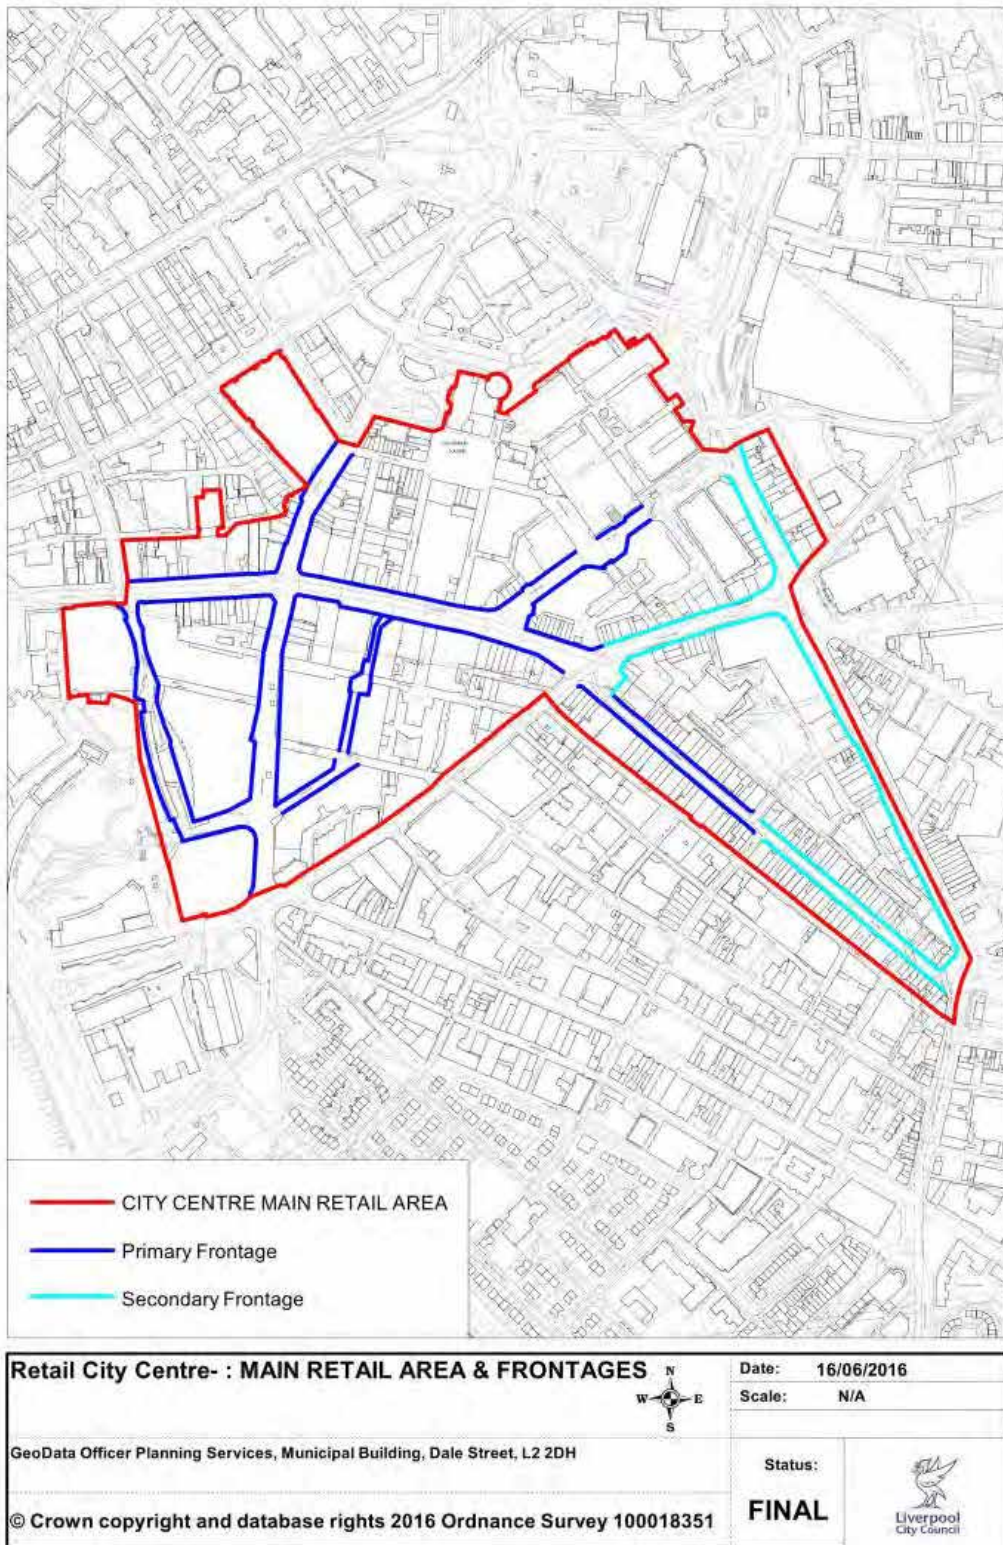 CITY CENTRE MAIN RETAIL AREA
Primary Frontage
Secondary Frontage
Retail City Centre- : MAIN RETAIL AREA & FRONTAGES
N
W E
S
Date: 16/06/2016
Scale: N/A
GeoData Officer Planning Services, Municipal Building, Dale Street, L2 2DH
Status:
FINAL
Liverpool
City Council
© Crown copyright and database rights 2016 Ordnance Survey 100018351